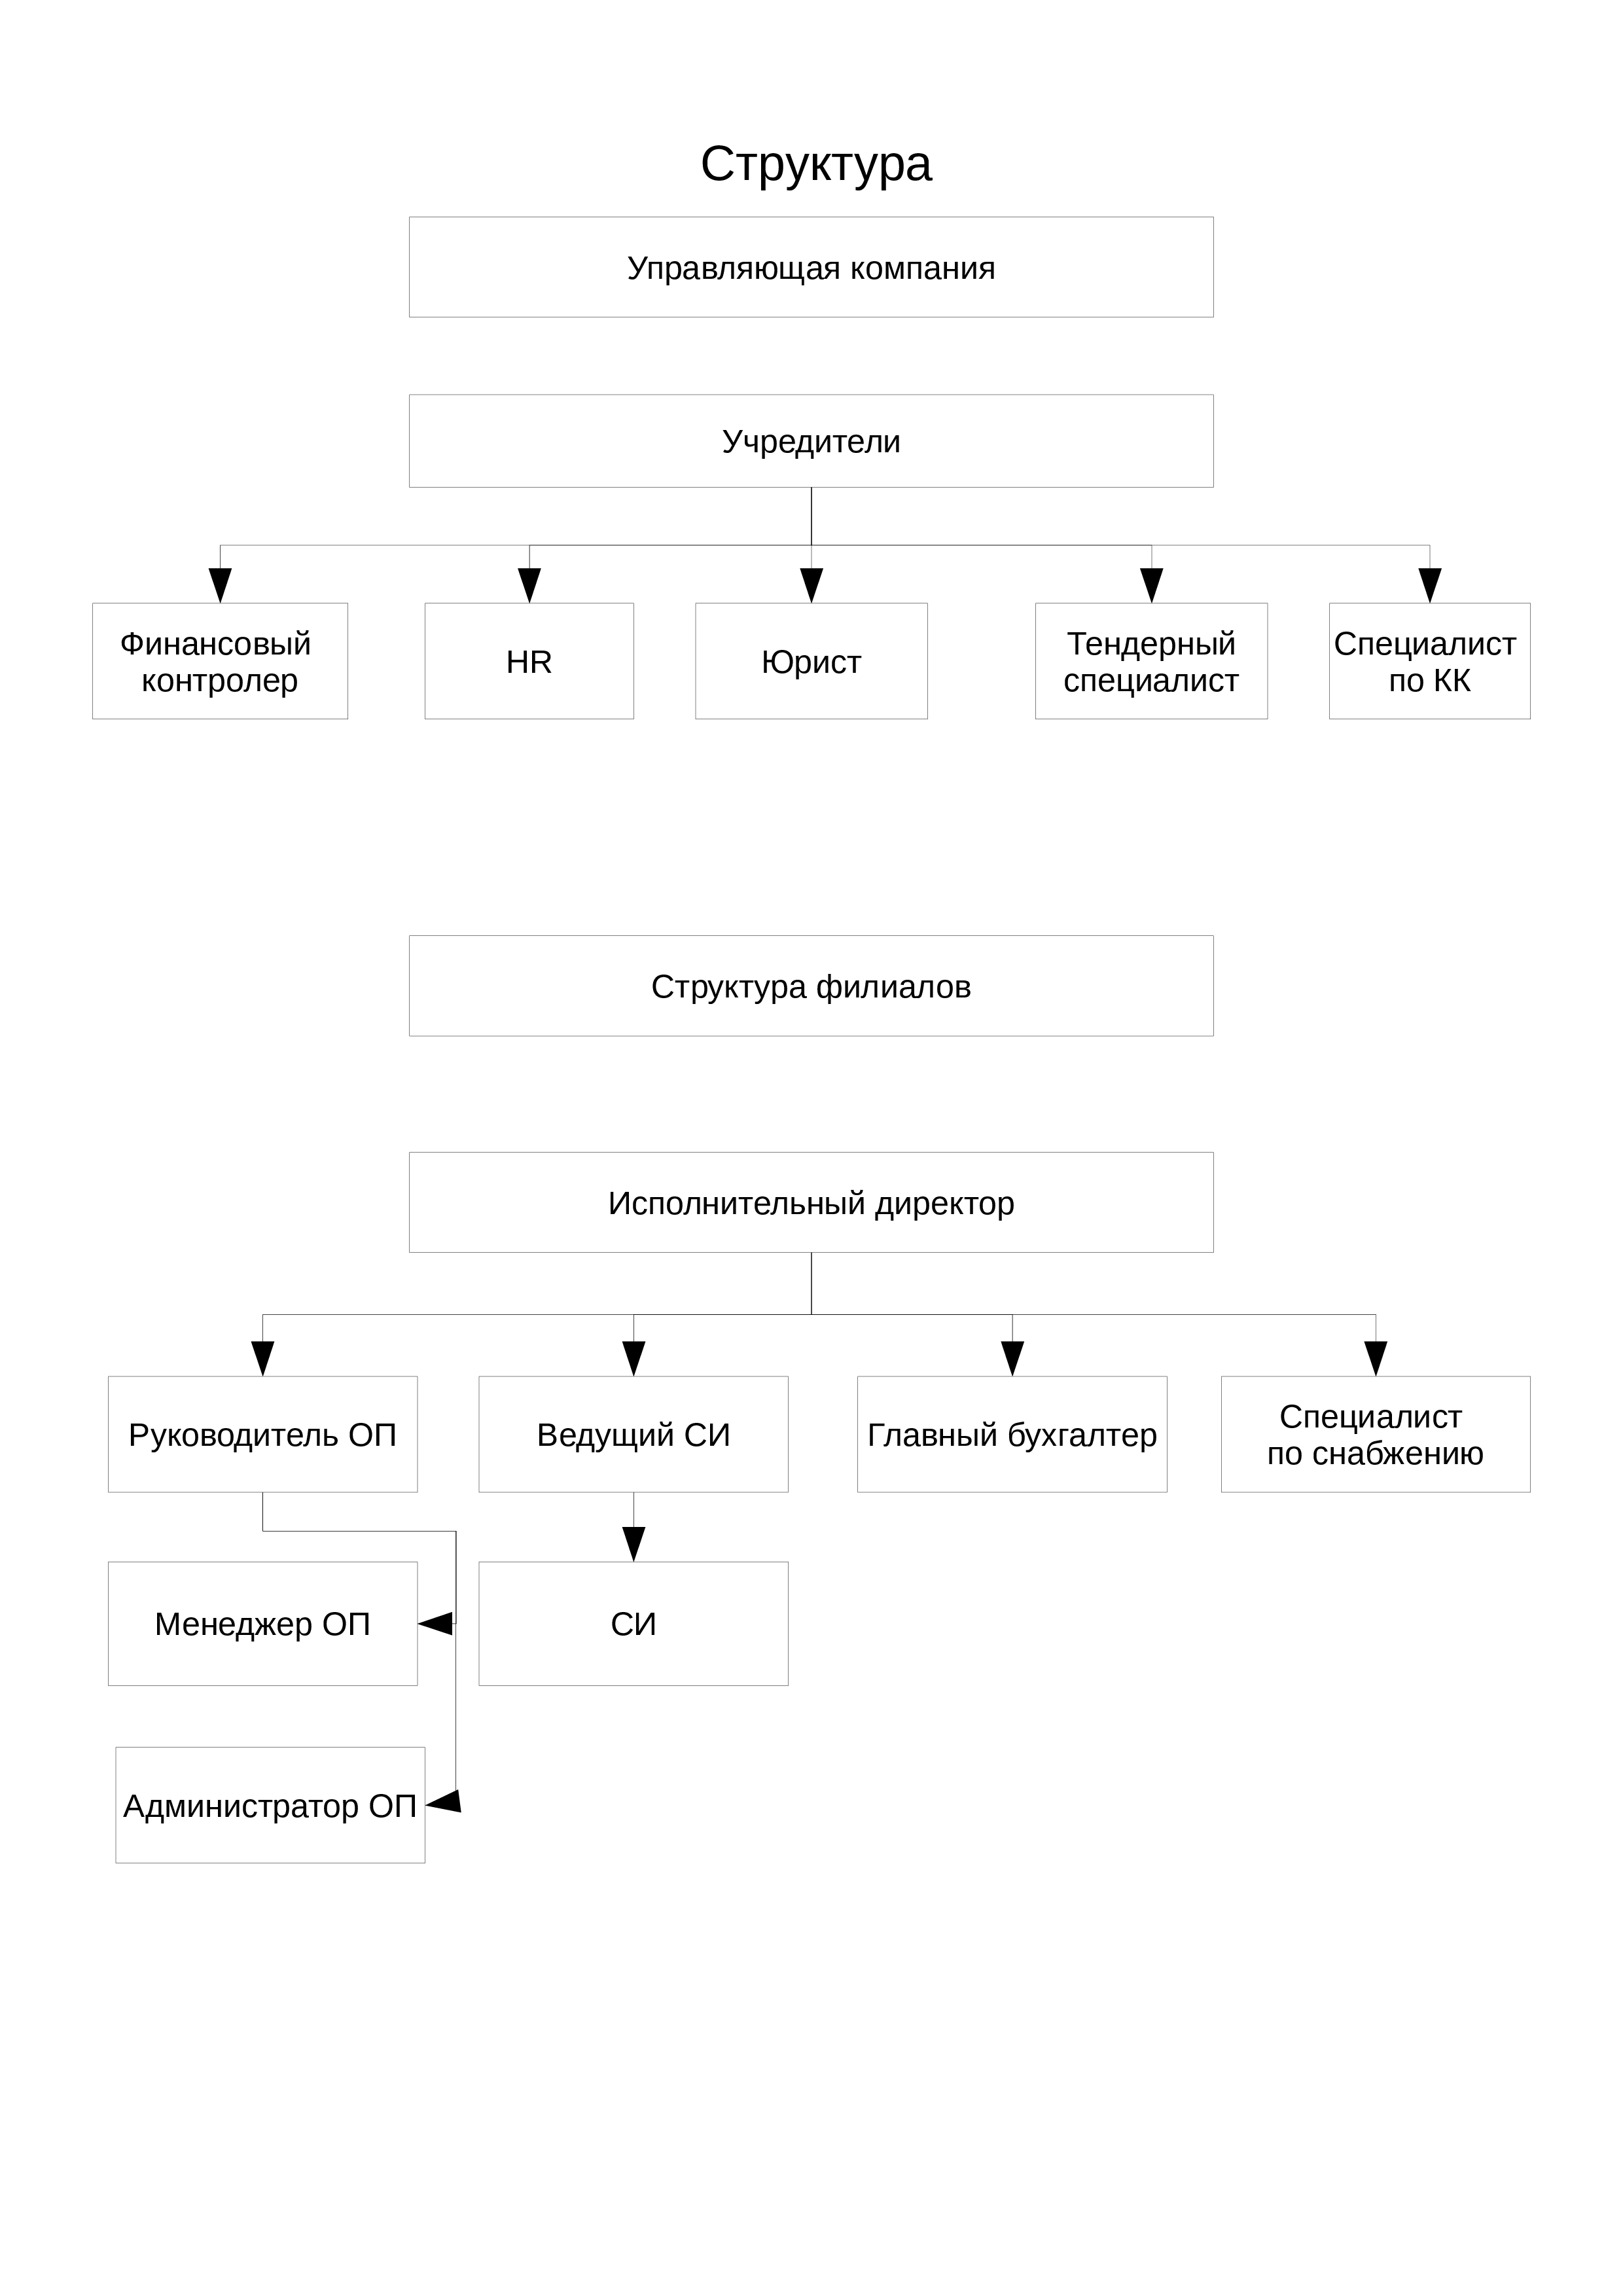 Структура
Управляющая компания
Учредители
Финансовый
контролер
HR
Юрист
Тендерный
специалист
Специалист
по КК
Структура филиалов
Исполнительный директор
Руководитель ОП
Ведущий СИ
Главный бухгалтер
Специалист
по снабжению
Менеджер ОП
СИ
Администратор ОП